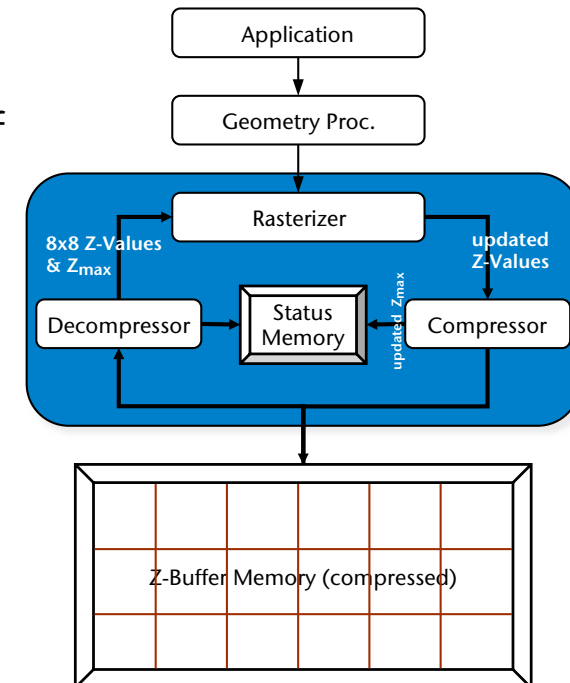 Application
Geometry Proc.
Rasterizer
8x8 Z-Values
& Zmax
updated
Z-Values
Decompressor
Status
Memory
updated Zmax
Compressor
Z-Buffer Memory (compressed)